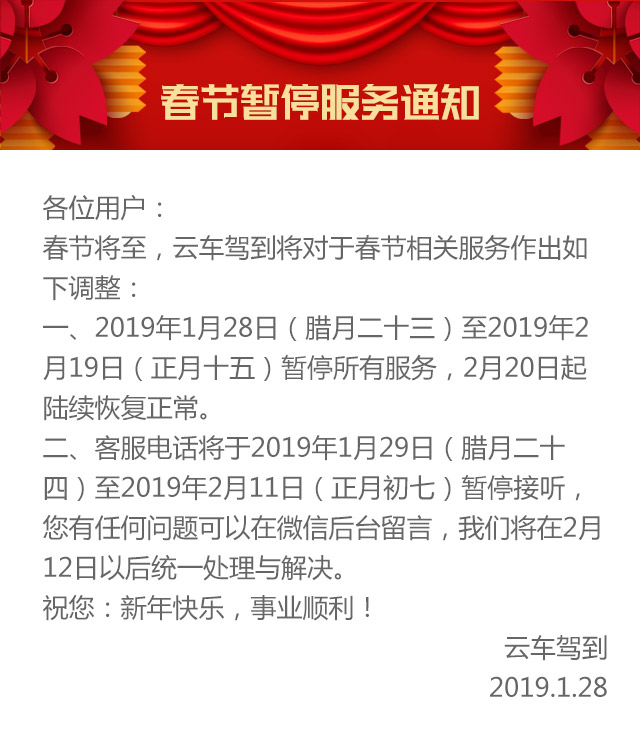 春节暂停服务通知
各位用户：
春节将至，云车驾到将对于春节相关服务作出如
下调整：
一、2019年1月28日（腊月二十三）至2019年2
月19日（正月十五）暂停所有服务，2月20日起
陆续恢复正常。
二、客服电话将于2019年1月29日（腊月二十
四）至2019年2月11日（正月初七）暂停接听，
您有任何问题可以在微信后台留言，我们将在2月
12日以后统一处理与解决。
祝您：新年快乐，事业顺利！
云车驾到
2019.1.28